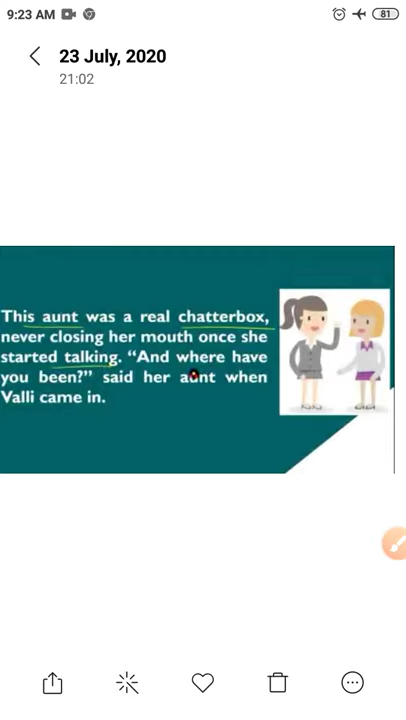 9:23 AM
81
23 July, 2020
21:02
This aunt was a real chatterbox,
never closing her mouth once she
started talking. “And where have
you been?” said her aunt when
Valli came in.